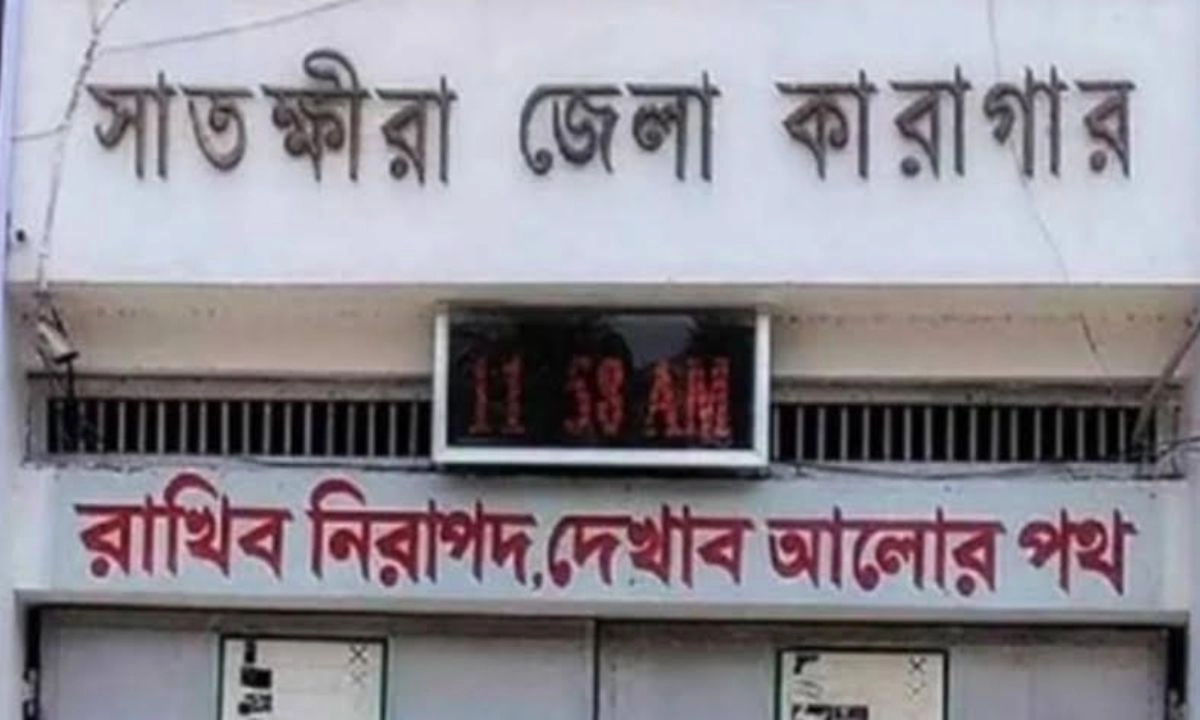 সাতক্ষীরা জেলা কারাগার
11 58 AM
রাখিব নিরাপদ,দেখাব আলোর পথ